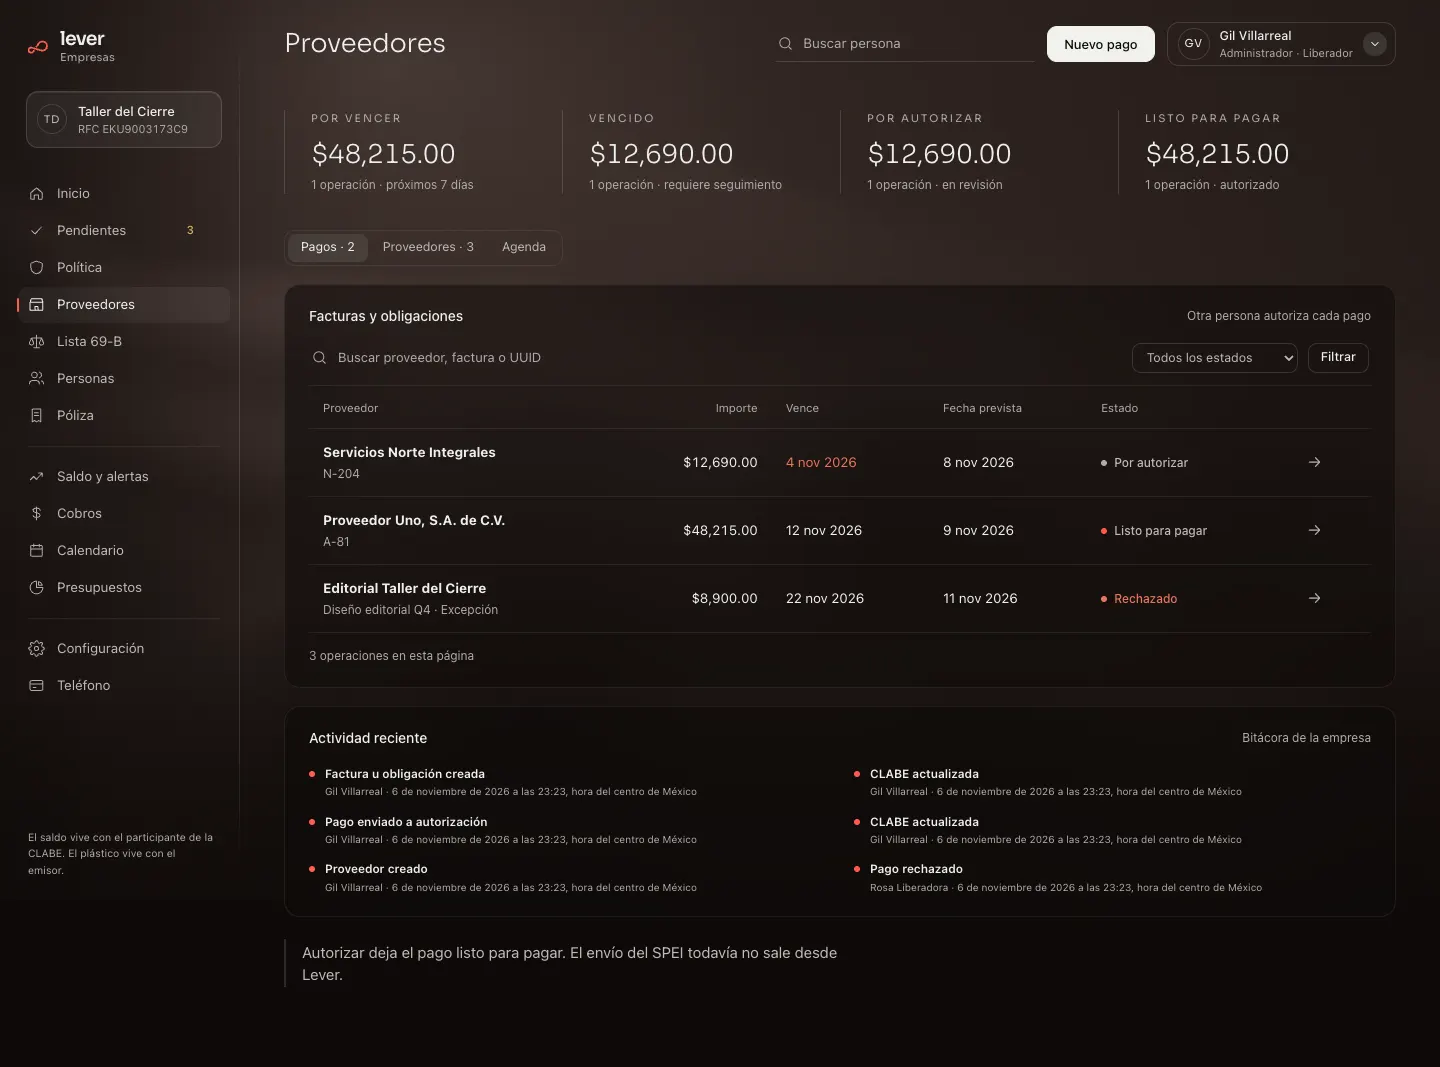 lever
Empresas
TD
Taller del Cierre
RFC EKU9003173C9
Inicio
Pendientes 3
Política
Proveedores
Lista 69-B
Personas
Póliza
Saldo y alertas
Cobros
Calendario
Presupuestos
Configuración
Teléfono
El saldo vive con el participante de la
CLABE. El plástico vive con el
emisor.
Proveedores
Buscar persona
Nuevo pago
GV
Gil Villarreal
Administrador · Liberador
POR VENCER
$48,215.00
1 operación · próximos 7 días
VENCIDO
$12,690.00
1 operación · requiere seguimiento
POR AUTORIZAR
$12,690.00
1 operación · en revisión
LISTO PARA PAGAR
$48,215.00
1 operación · autorizado
Pagos · 2 Proveedores · 3 Agenda
Facturas y obligaciones Otra persona autoriza cada pago
Buscar proveedor, factura o UUID Todos los estados Filtrar
Proveedor Importe Vence Fecha prevista Estado
Servicios Norte Integrales
N-204
$12,690.00 4 nov 2026 8 nov 2026 Por autorizar
Proveedor Uno, S.A. de C.V.
A-81
$48,215.00 12 nov 2026 9 nov 2026 Listo para pagar
Editorial Taller del Cierre
Diseño editorial Q4 · Excepción
$8,900.00 22 nov 2026 11 nov 2026 Rechazado
3 operaciones en esta página
Actividad reciente Bitácora de la empresa
Factura u obligación creada
Gil Villarreal · 6 de noviembre de 2026 a las 23:23, hora del centro de México
Pago enviado a autorización
Gil Villarreal · 6 de noviembre de 2026 a las 23:23, hora del centro de México
Proveedor creado
Gil Villarreal · 6 de noviembre de 2026 a las 23:23, hora del centro de México
CLABE actualizada
Gil Villarreal · 6 de noviembre de 2026 a las 23:23, hora del centro de México
CLABE actualizada
Gil Villarreal · 6 de noviembre de 2026 a las 23:23, hora del centro de México
Pago rechazado
Rosa Liberadora · 6 de noviembre de 2026 a las 23:23, hora del centro de México
Autorizar deja el pago listo para pagar. El envío del SPEI todavía no sale desde
Lever.